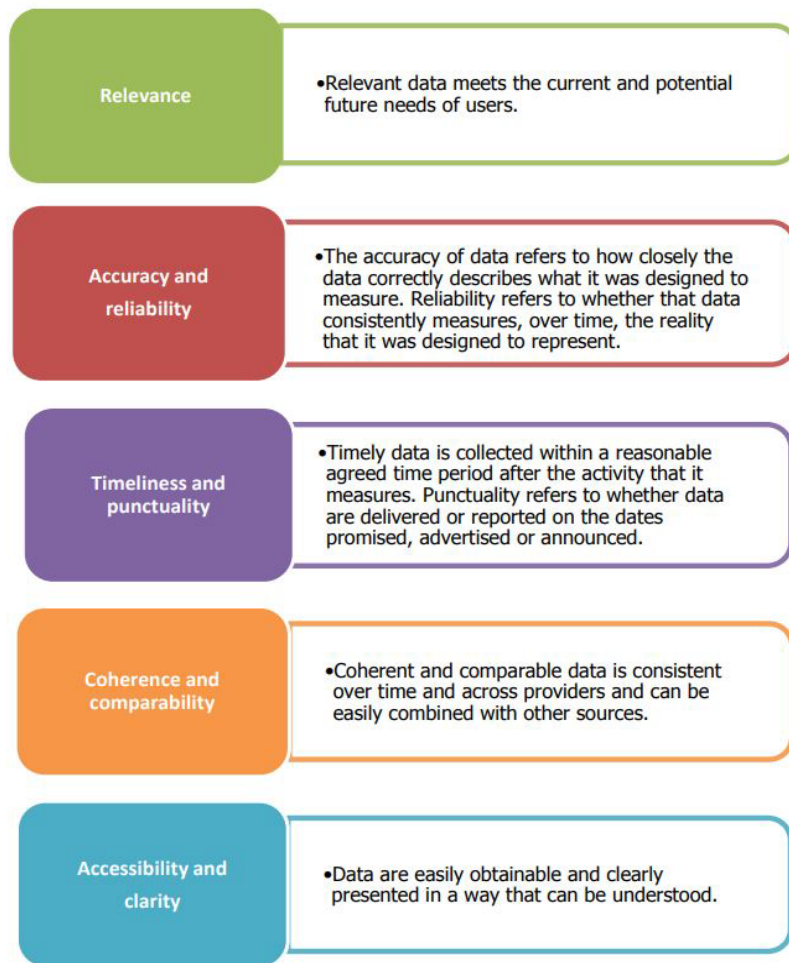 Relevance
•Relevant data meets the current and potential
future needs of users.
Accuracy and
reliability
•The accuracy of data refers to how closely the
data correctly describes what it was designed to
measure. Reliability refers to whether that data
consistently measures, over time, the reality
that it was designed to represent.
Timeliness and
punctuality
•Timely data is collected within a reasonable
agreed time period after the activity that it
measures. Punctuality refers to whether data
are delivered or reported on the dates
promised, advertised or announced.
Coherence and
comparability
•Coherent and comparable data is consistent
over time and across providers and can be
easily combined with other sources.
Accessibility and
clarity
•Data are easily obtainable and clearly
presented in a way that can be understood.